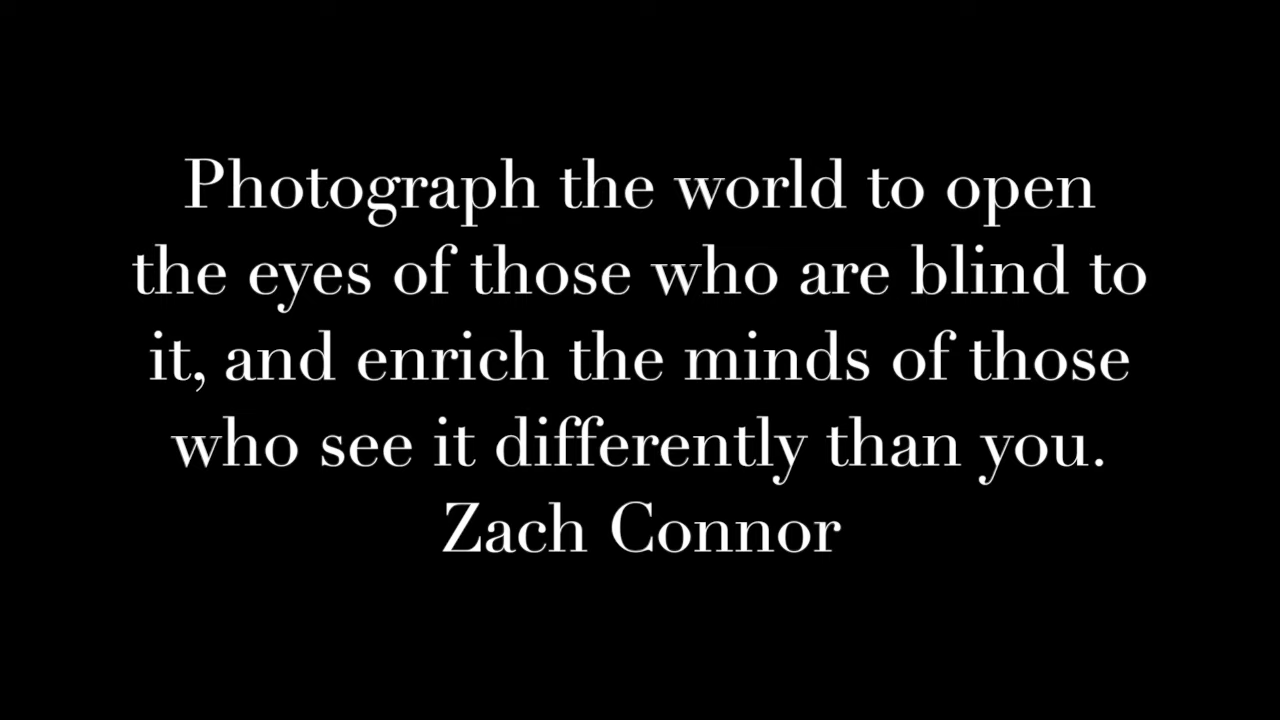 Photograph the world to open
the eyes of those who are blind to
it, and enrich the minds of those
who see it differently than you.
Zach Connor